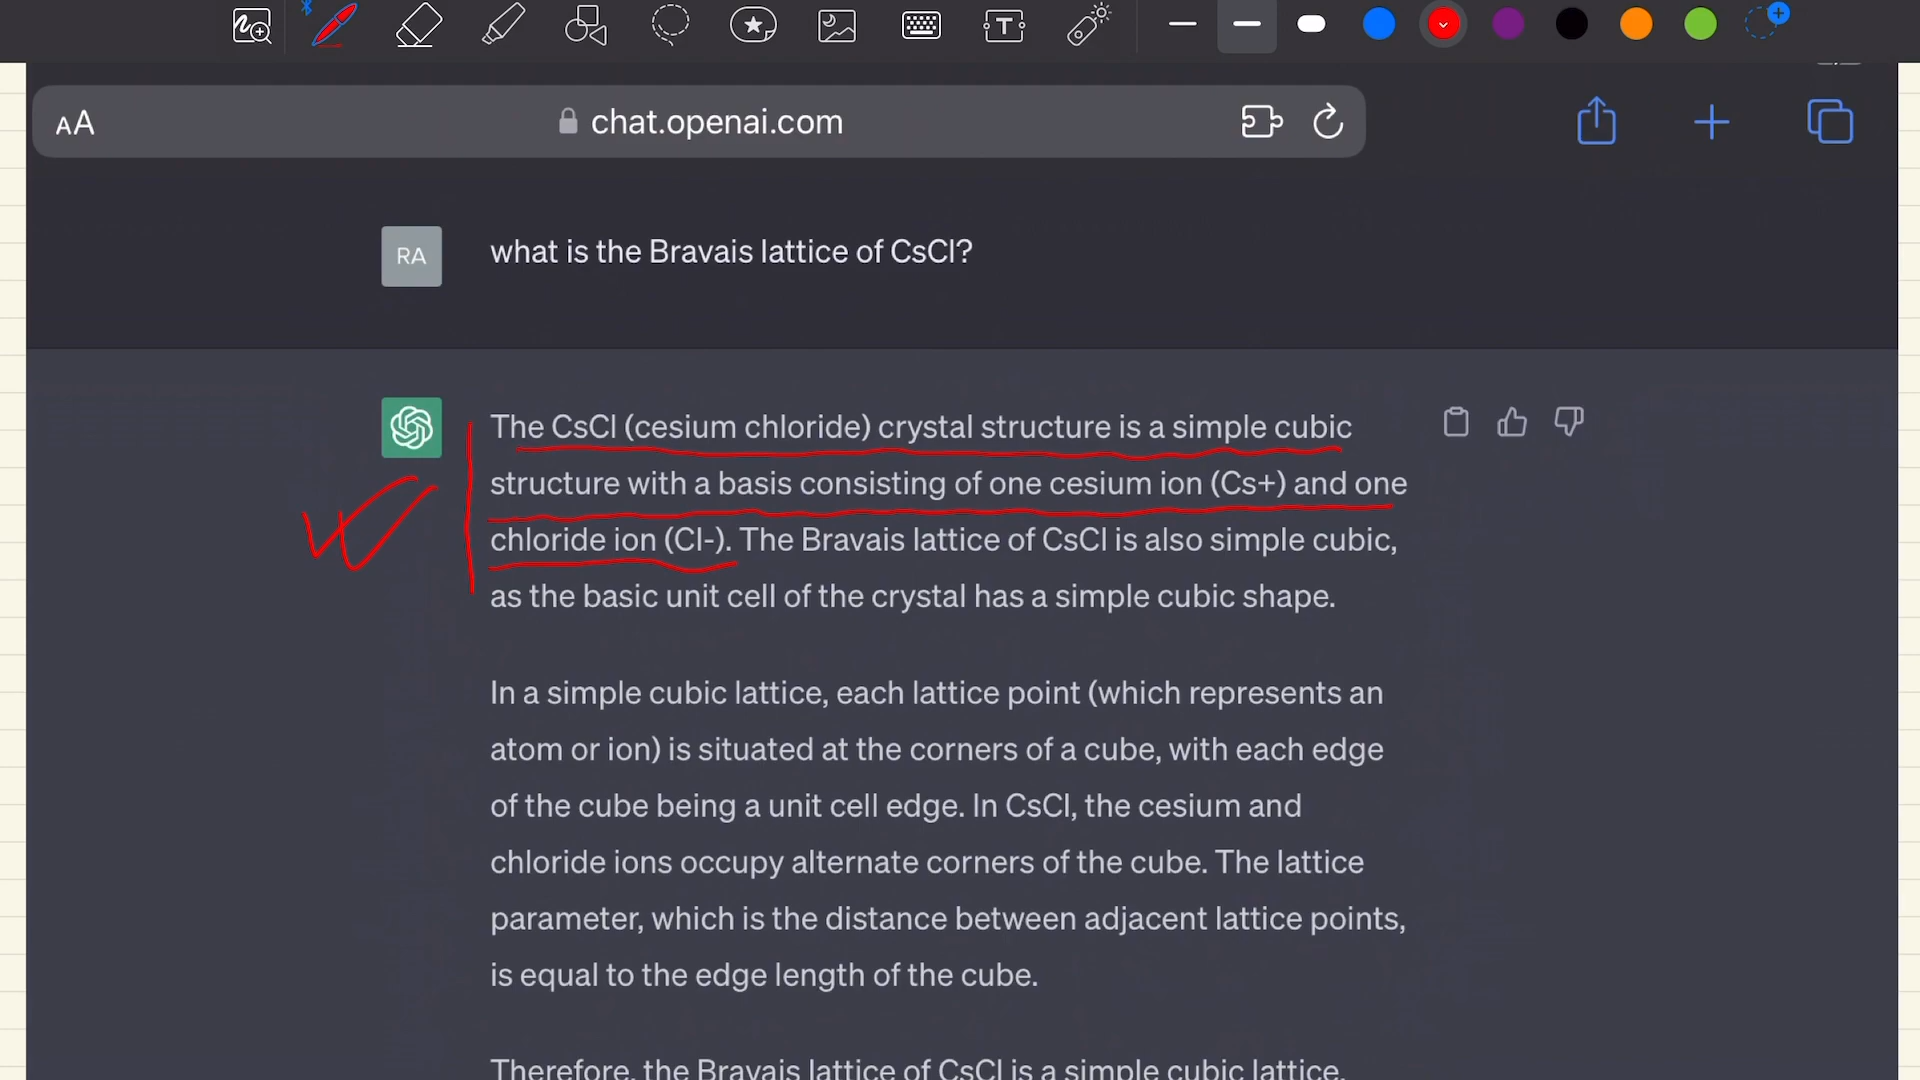 T
AA
chat.openai.com
RA
what is the Bravais lattice of CsCl?
The CsCl (cesium chloride) crystal structure is a simple cubic
structure with a basis consisting of one cesium ion (Cs+) and one
chloride ion (Cl-). The Bravais lattice of CsCl is also simple cubic,
as the basic unit cell of the crystal has a simple cubic shape.
In a simple cubic lattice, each lattice point (which represents an
atom or ion) is situated at the corners of a cube, with each edge
of the cube being a unit cell edge. In CsCl, the cesium and
chloride ions occupy alternate corners of the cube. The lattice
parameter, which is the distance between adjacent lattice points,
is equal to the edge length of the cube.
Therefore, the Bravais lattice of CsCl is a simple cubic lattice,